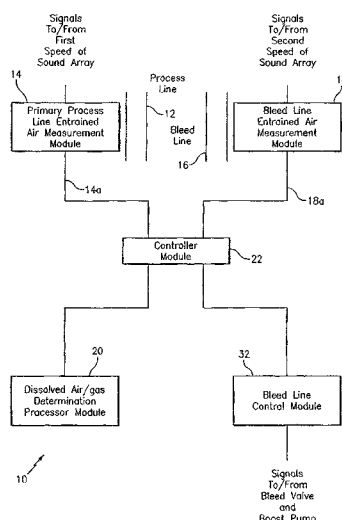 Signals
To/From
First
Speed of
Sound Array
Signals
To/From
Second
Speed of
Sound Array
14
Process
Line
1
Primary Process
Line Entrained
Air Measurement
Module
12
Bleed
Line
16
Bleed Line
Entrained Air
Measurement
Module
14a
18a
Controller
Module
22
20
32
Dissolved Air/gas
Determination
Processor Module
Bleed Line
Control Module
10
Signals
To/From
Bleed Valve
and
Boost Pump